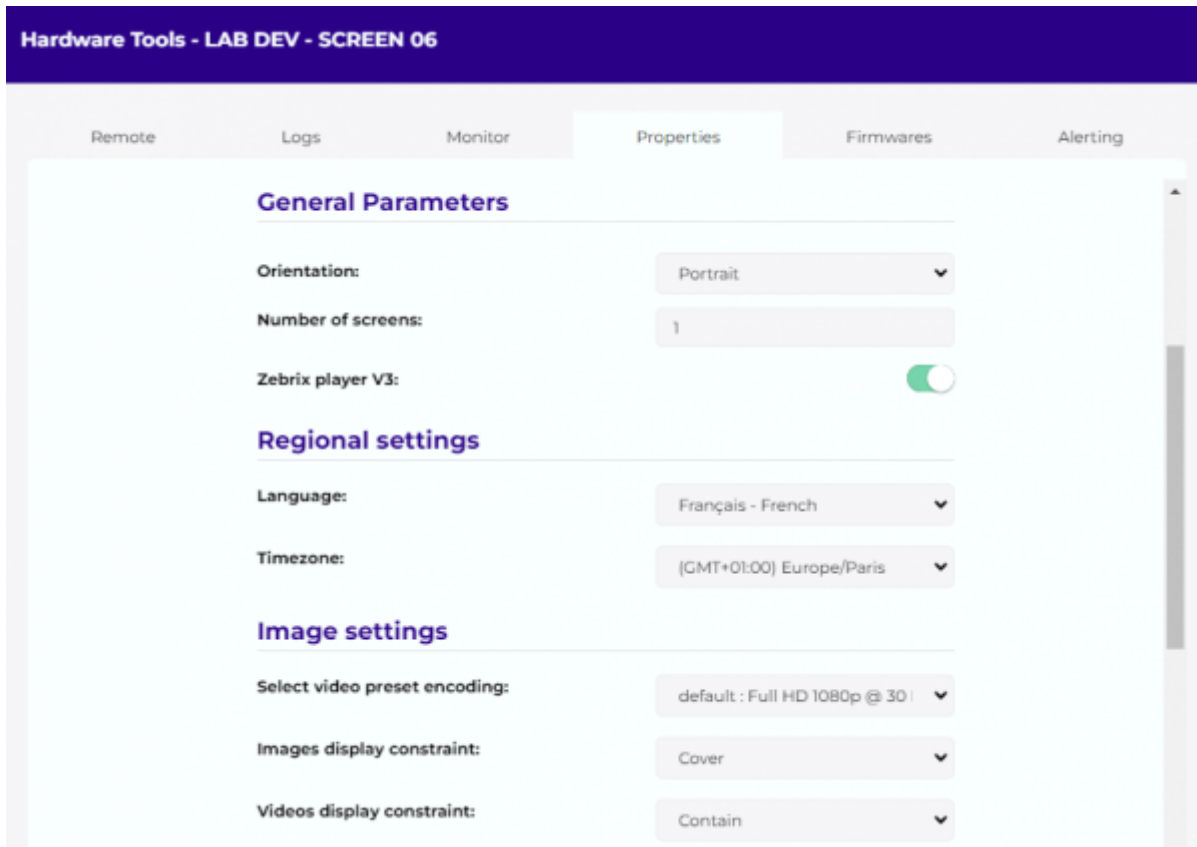 Hardware Tools - LAB DEV - SCREEN 06
Remote Logs Monitor Properties Firmwares Alerting
General Parameters
Orientation: Portrait
Number of screens: 1
Zebrix player V3:
Regional settings
Language: Français - French
Timezone: (GMT+01:00) Europe/Paris
Image settings
Select video preset encoding: default : Full HD 1080p @ 30
Images display constraint: Cover
Videos display constraint: Contain